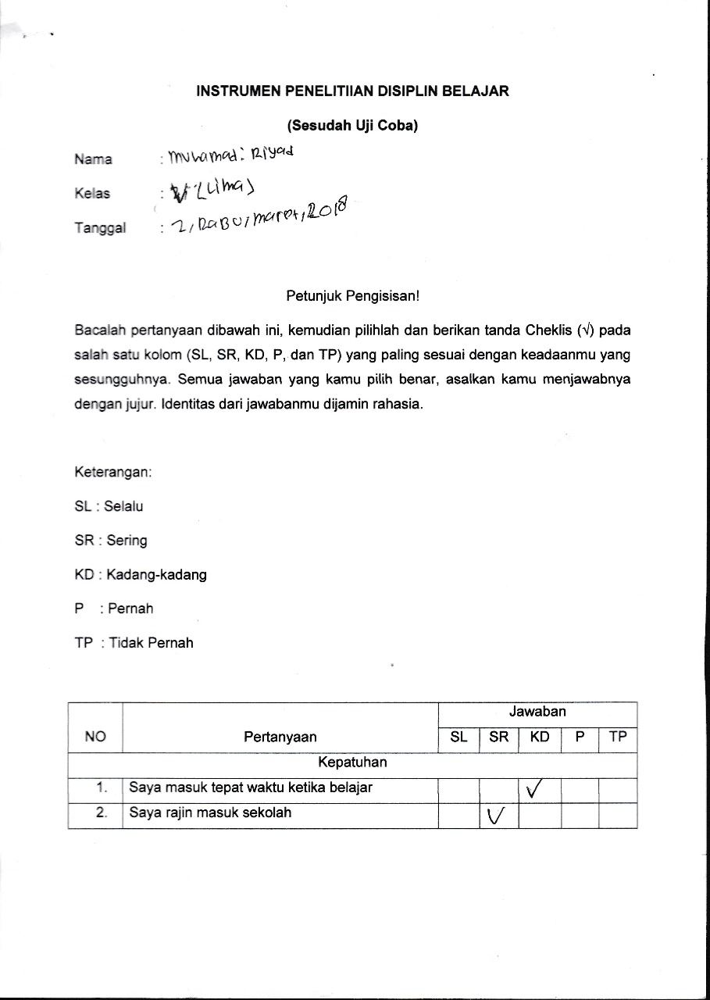 INSTRUMEN PENELITIIAN DISIPLIN BELAJAR
(Sesudah Uji Coba)
Nama : Muhamad: Riyad
Kelas : V (Lima)
Tanggal : 2, RABU, maret, 2018
Petunjuk Pengisisan!
Bacalah pertanyaan dibawah ini, kemudian pilihlah dan berikan tanda Cheklis (√) pada
salah satu kolom (SL, SR, KD, P, dan TP) yang paling sesuai dengan keadaanmu yang
sesungguhnya. Semua jawaban yang kamu pilih benar, asalkan kamu menjawabnya
dengan jujur. Identitas dari jawabanmu dijamin rahasia.
Keterangan:
SL : Selalu
SR : Sering
KD : Kadang-kadang
P : Pernah
TP : Tidak Pernah
Jawaban
NO Pertanyaan SL SR KD P TP
Kepatuhan
1. Saya masuk tepat waktu ketika belajar √
2. Saya rajin masuk sekolah √